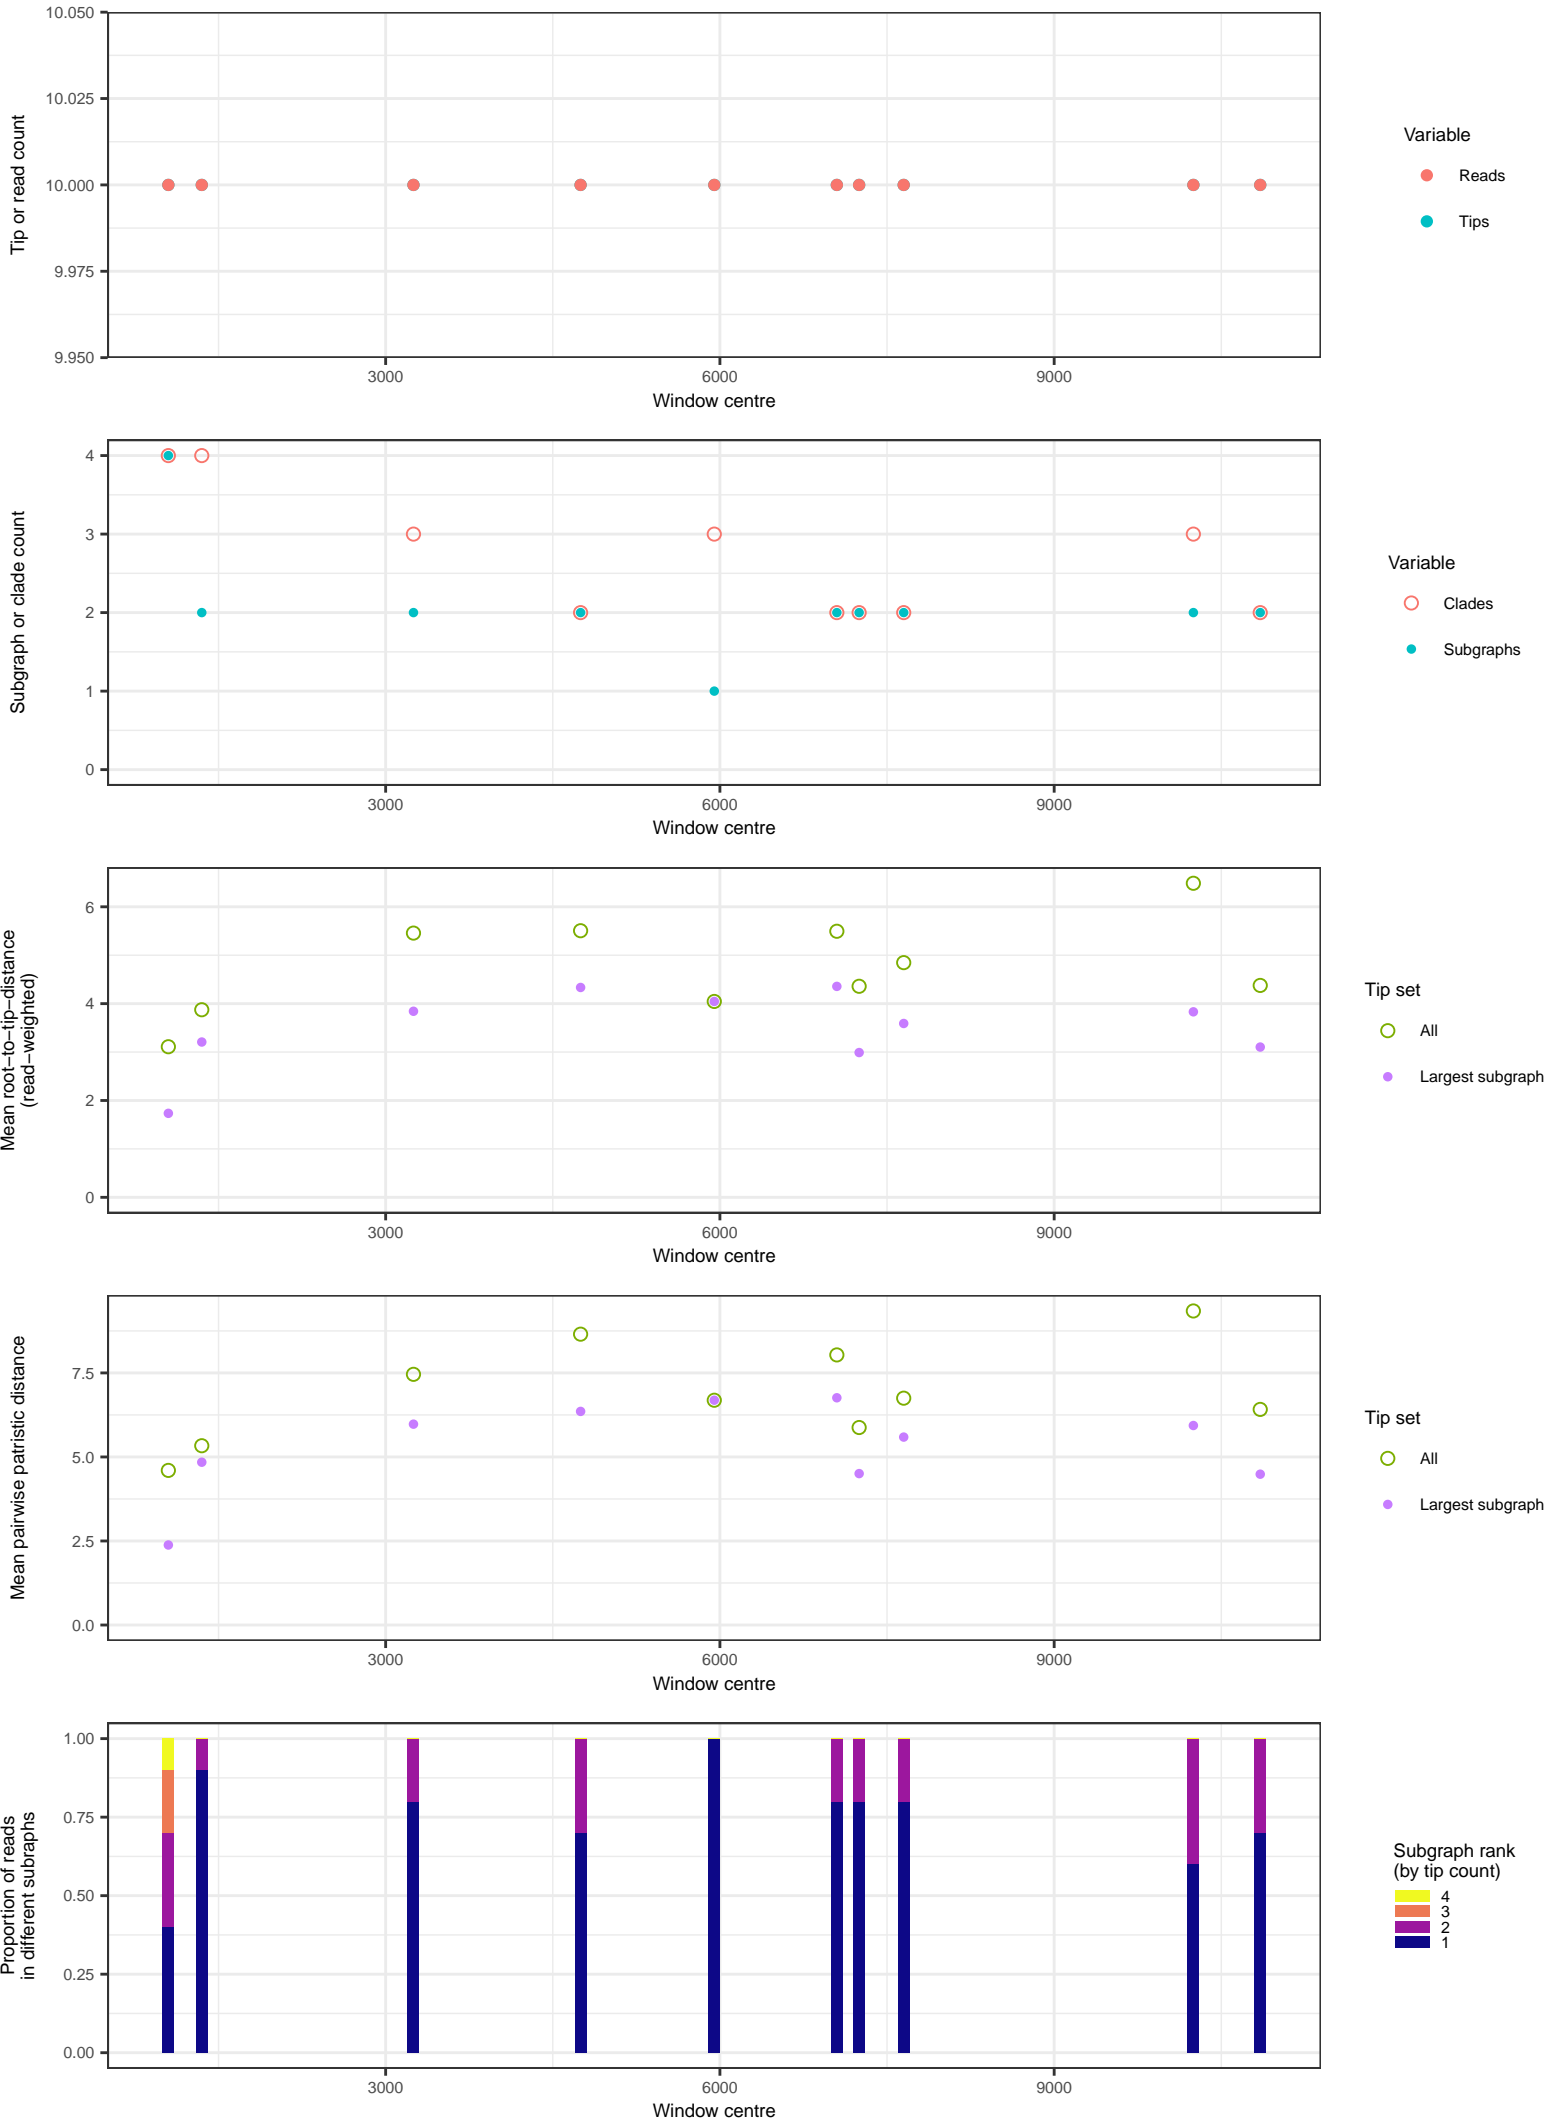 10.050
10.025
10.000
9.975
9.950
Tip or read count
3000
6000
9000
Window centre
Variable
Reads
Tips
4
3
2
1
0
Subgraph or clade count
3000
6000
9000
Window centre
Variable
Clades
Subgraphs
6
4
2
0
Mean root−to−tip−distance
(read−weighted)
3000
6000
9000
Window centre
Tip set
All
Largest subgraph
7.5
5.0
2.5
0.0
Mean pairwise patristic distance
3000
6000
9000
Window centre
Tip set
All
Largest subgraph
1.00
0.75
0.50
0.25
0.00
Proportion of reads
in different subraphs
3000
6000
9000
Window centre
Subgraph rank
(by tip count)
4
3
2
1